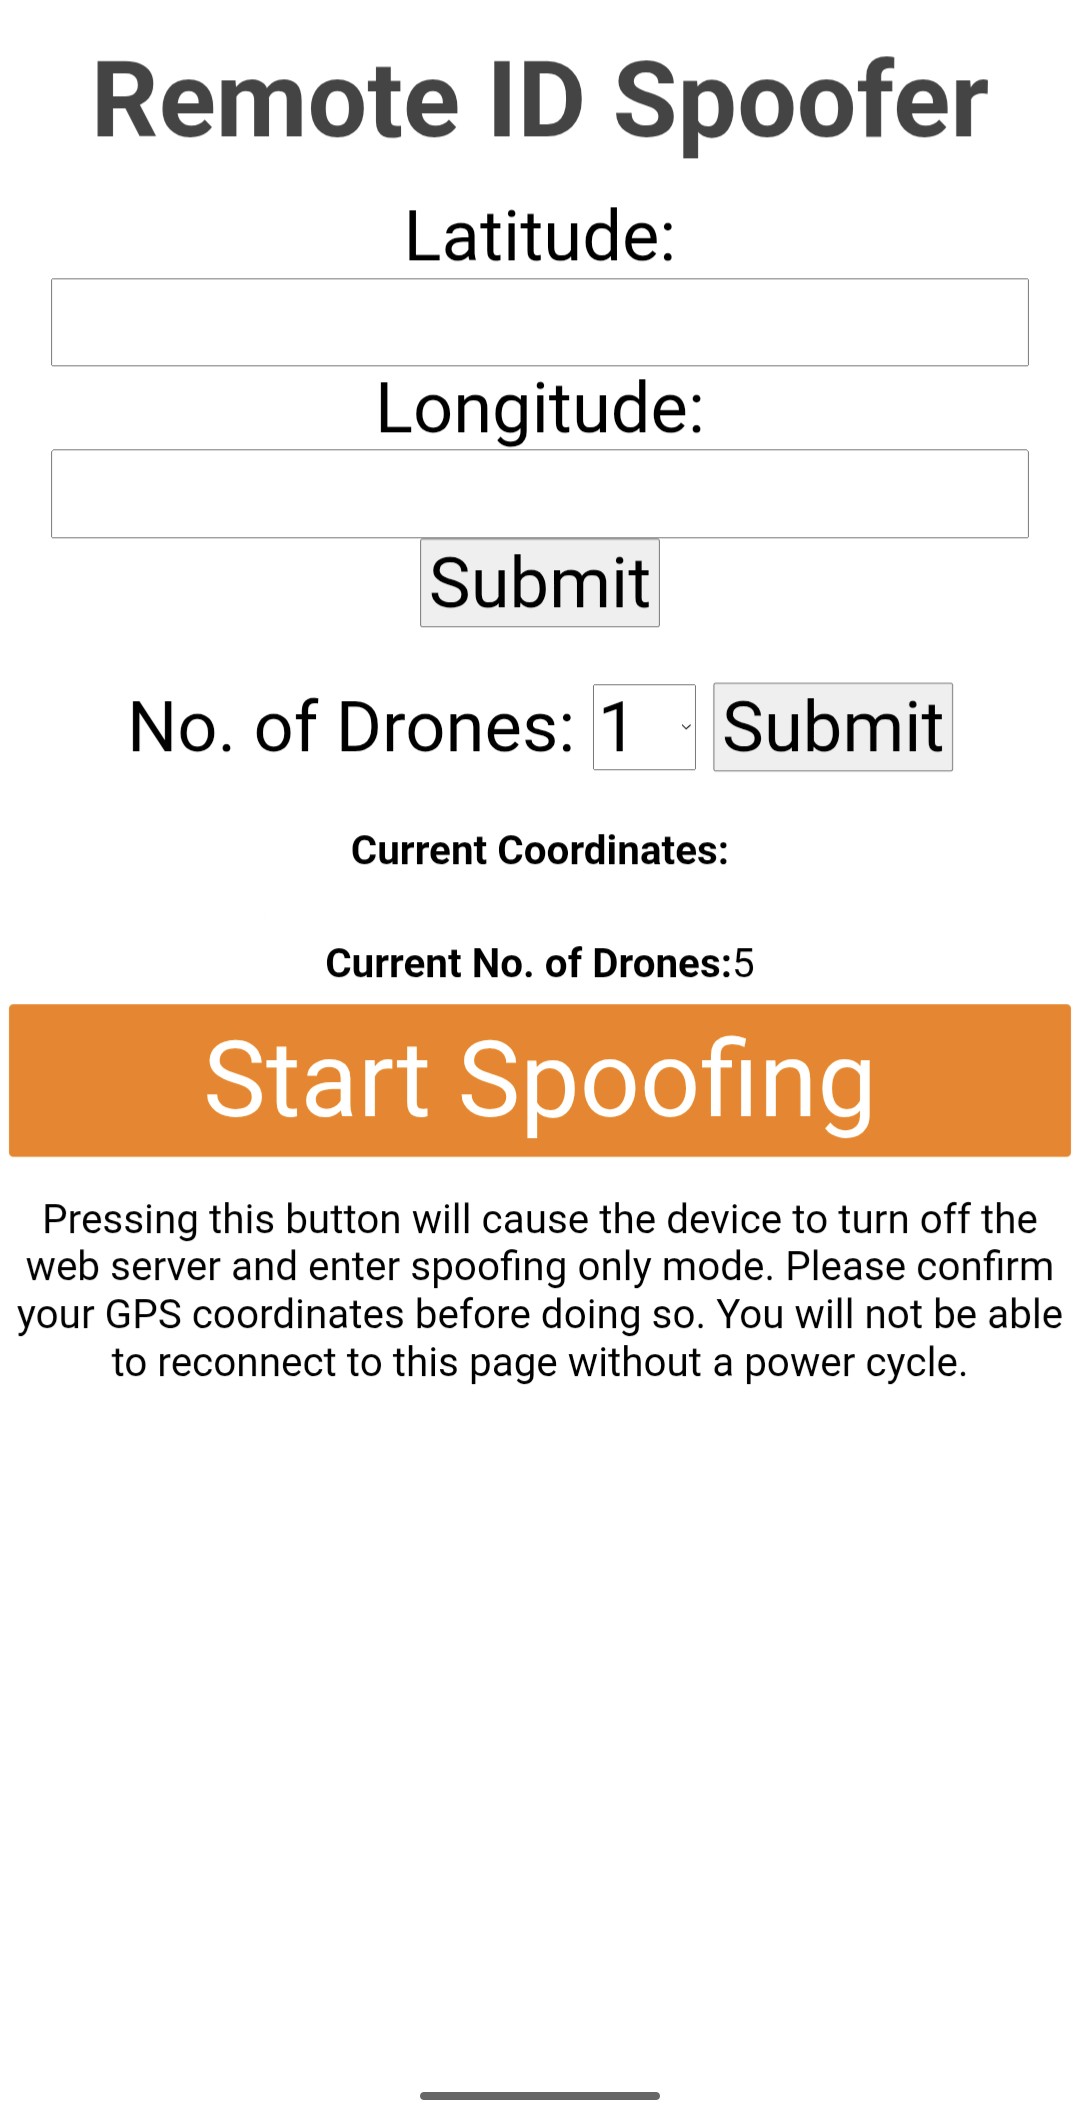 Remote ID Spoofer
Latitude:
Longitude:
Submit
No. of Drones: 1 Submit
Current Coordinates:
Current No. of Drones:5
Start Spoofing
Pressing this button will cause the device to turn off the
web server and enter spoofing only mode. Please confirm
your GPS coordinates before doing so. You will not be able
to reconnect to this page without a power cycle.